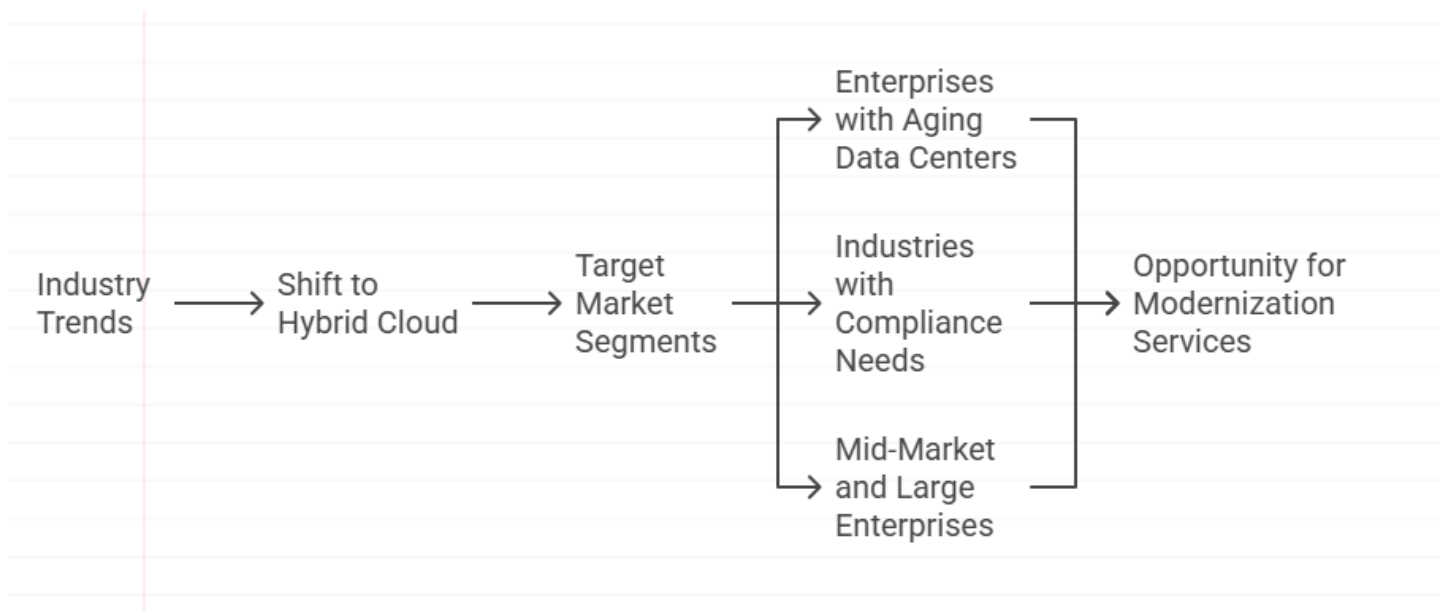 Industry
Trends
Shift to
Hybrid Cloud
Target
Market
Segments
Enterprises
with Aging
Data Centers
Industries
with
Compliance
Needs
Mid-Market
and Large
Enterprises
Opportunity for
Modernization
Services